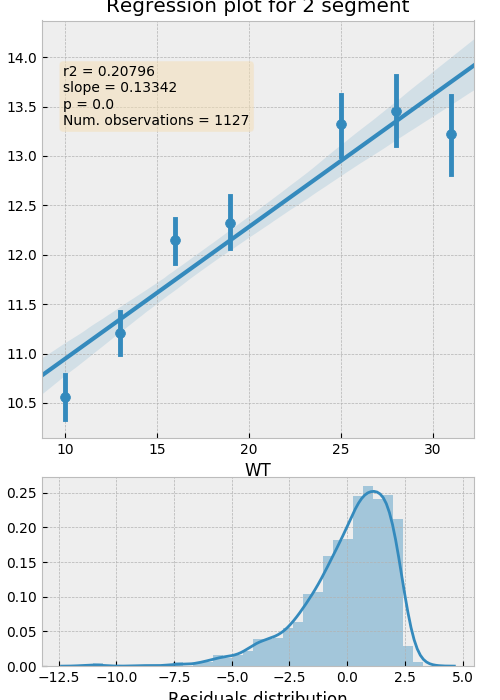 Regression plot for 2 segment
14.0
r2 = 0.20796
slope = 0.13342
p = 0.0
Num. observations = 1127
13.5
13.0
12.5
12.0
11.5
11.0
10.5
10 15 20 25 30
WT
0.25
0.20
0.15
0.10
0.05
0.00
−12.5 −10.0 −7.5 −5.0 −2.5 0.0 2.5 5.0
Residuals distribution